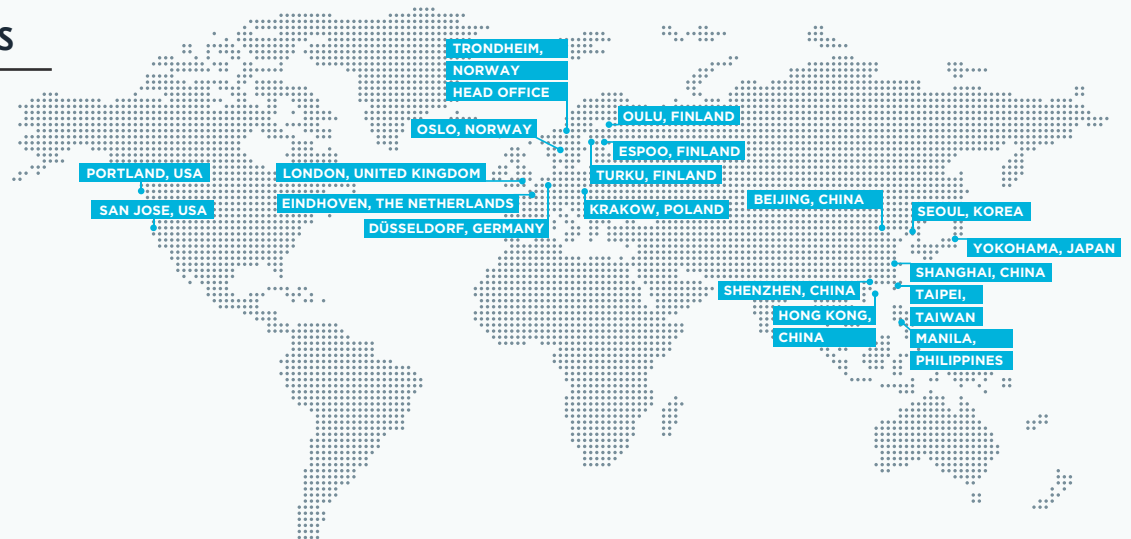 S
TRONDHEIM,
NORWAY
HEAD OFFICE
OULU, FINLAND
OSLO, NORWAY
ESPOO, FINLAND
PORTLAND, USA
LONDON, UNITED KINGDOM
TURKU, FINLAND
SAN JOSE, USA
EINDHOVEN, THE NETHERLANDS
KRAKOW, POLAND
BEIJING, CHINA
SEOUL, KOREA
DÜSSELDORF, GERMANY
YOKOHAMA, JAPAN
SHANGHAI, CHINA
SHENZHEN, CHINA
TAIPEI,
TAIWAN
HONG KONG,
CHINA
MANILA,
PHILIPPINES